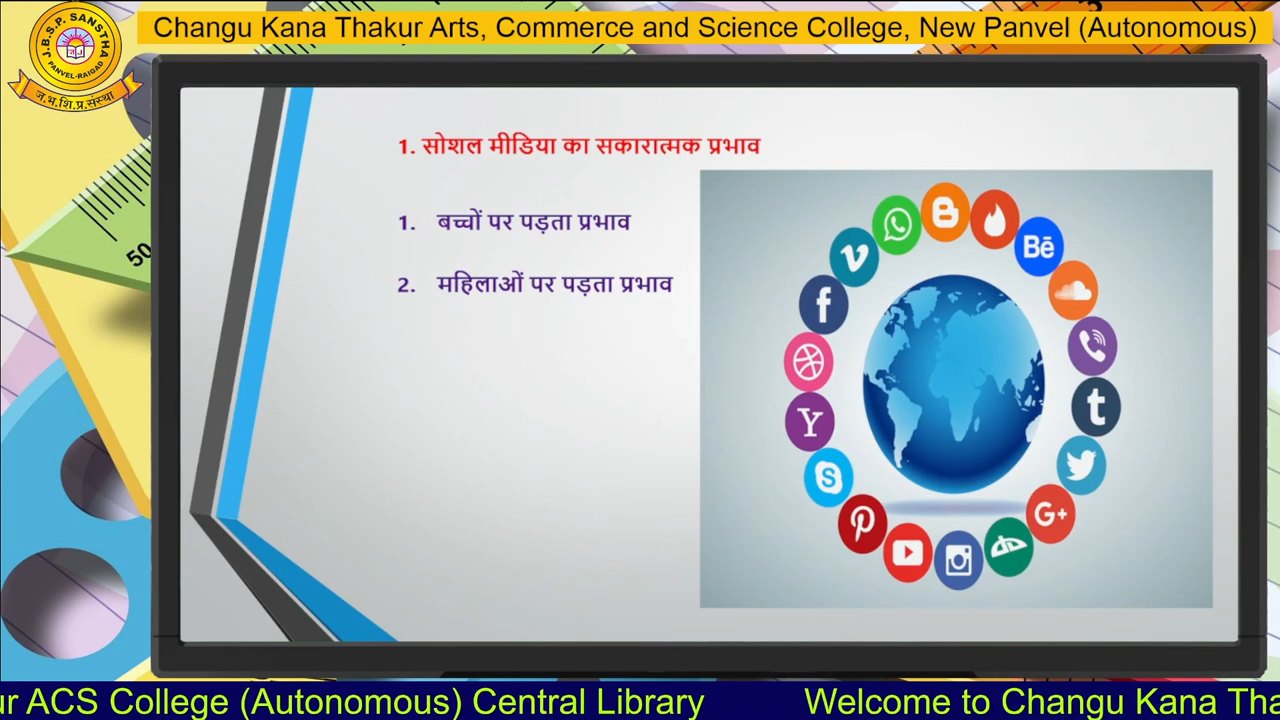 Changu Kana Thakur Arts, Commerce and Science College, New Panvel (Autonomous)
J.B.S.P. SANSTHA
PANVEL-RAIGAD
ज.भ.शि.प्र.संस्था
50
1. सोशल मीडिया का सकारात्मक प्रभाव
1. बच्चों पर पड़ता प्रभाव
2. महिलाओं पर पड़ता प्रभाव
Bē
t
G+
f
Y
S
ur ACS College (Autonomous) Central Library Welcome to Changu Kana Tha